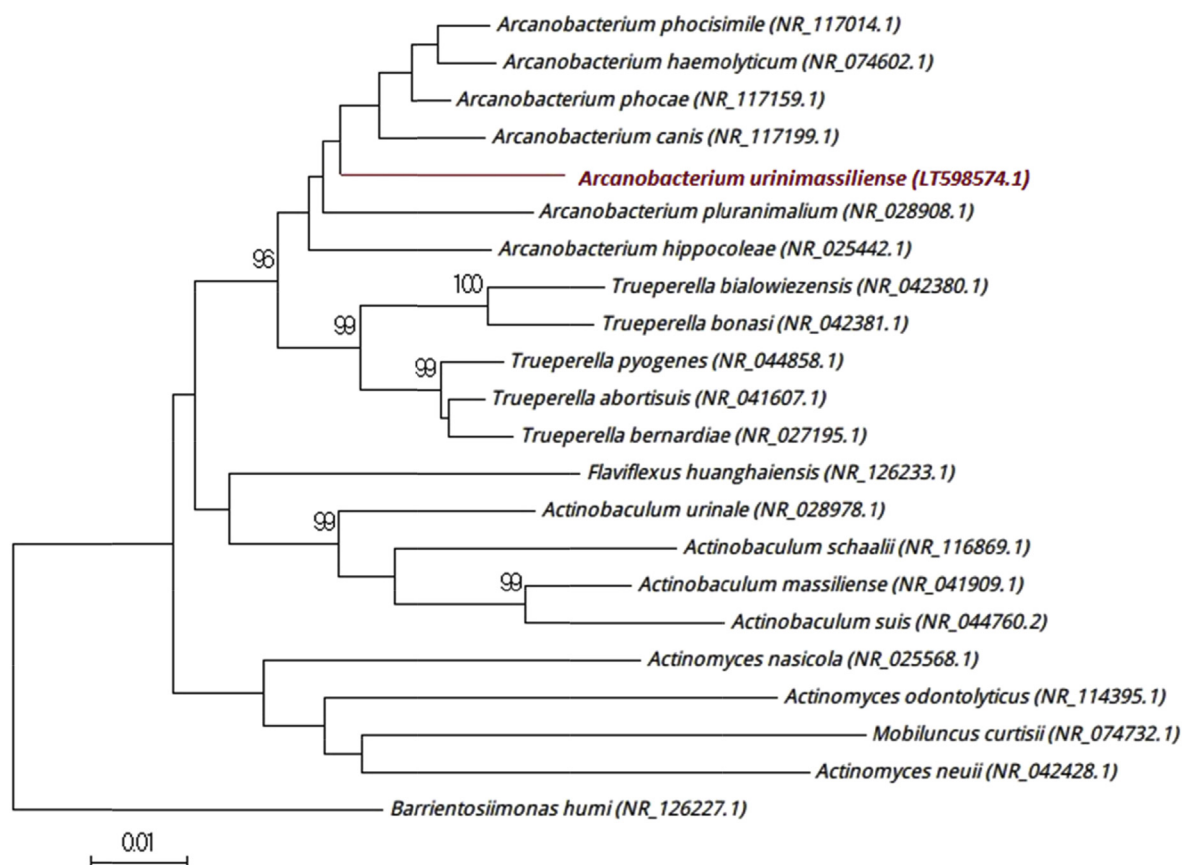 Arcanobacterium phocisimile (NR_117014.1)
Arcanobacterium haemolyticum (NR_074602.1)
Arcanobacterium phocae (NR_117159.1)
Arcanobacterium canis (NR_117199.1)
Arcanobacterium urinimassiliense (LT598574.1)
Arcanobacterium pluranimalium (NR_028908.1)
Arcanobacterium hippocoleae (NR_025442.1)
96
100
Trueperella bialowiezensis (NR_042380.1)
Trueperella bonasi (NR_042381.1)
99
99
Trueperella pyogenes (NR_044858.1)
Trueperella abortisuis (NR_041607.1)
Trueperella bernardiae (NR_027195.1)
Flaviflexus huanghaiensis (NR_126233.1)
99
Actinobaculum urinale (NR_028978.1)
Actinobaculum schaalii (NR_116869.1)
99
Actinobaculum massiliense (NR_041909.1)
Actinobaculum suis (NR_044760.2)
Actinomyces nasicola (NR_025568.1)
Actinomyces odontolyticus (NR_114395.1)
Mobiluncus curtisii (NR_074732.1)
Actinomyces neuii (NR_042428.1)
Barrientosiimonas humi (NR_126227.1)
0.01